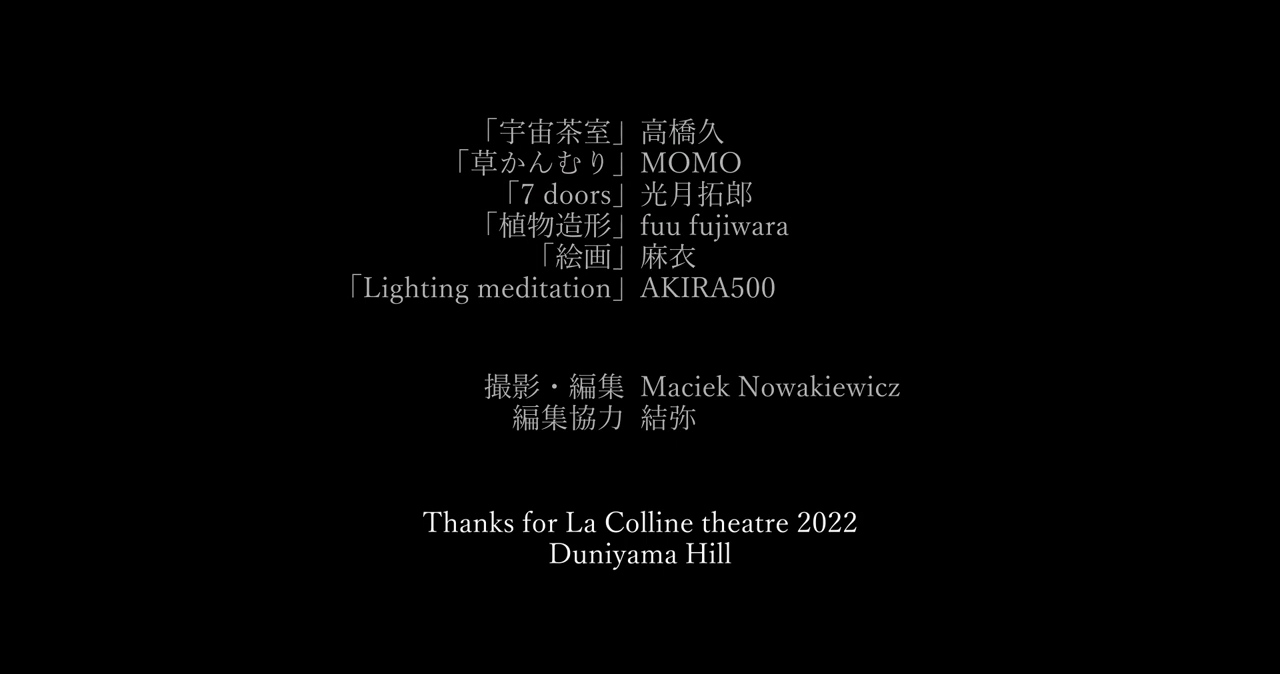 「宇宙茶室」高橋久
「草かんむり」MOMO
「7 doors」光月拓郎
「植物造形」fuu fujiwara
「絵画」麻衣
「Lighting meditation」AKIRA500
撮影・編集 Maciek Nowakiewicz
編集協力 結弥
Thanks for La Colline theatre 2022
Duniyama Hill